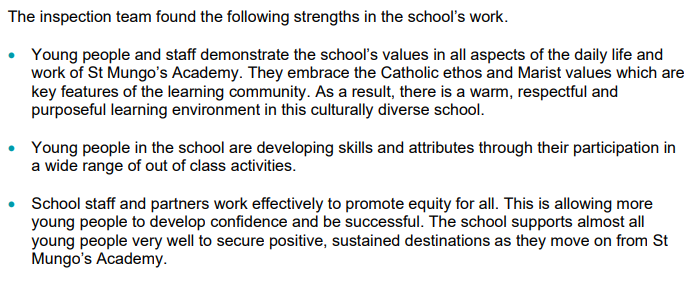 The inspection team found the following strengths in the school's work.
• Young people and staff demonstrate the school's values in all aspects of the daily life and
work of St Mungo's Academy. They embrace the Catholic ethos and Marist values which are
key features of the learning community. As a result, there is a warm, respectful and
purposeful learning environment in this culturally diverse school.
• Young people in the school are developing skills and attributes through their participation in
a wide range of out of class activities.
• School staff and partners work effectively to promote equity for all. This is allowing more
young people to develop confidence and be successful. The school supports almost all
young people very well to secure positive, sustained destinations as they move on from St
Mungo's Academy.